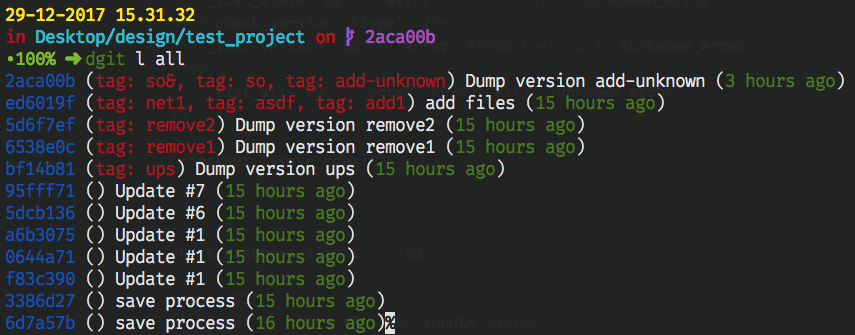 29-12-2017 15.31.32
in Desktop/design/test_project on 2aca00b
•100% ➜ dgit l all
2aca00b (tag: so&, tag: so, tag: add-unknown) Dump version add-unknown (3 hours ago)
ed6019f (tag: net1, tag: asdf, tag: add1) add files (15 hours ago)
5d6f7ef (tag: remove2) Dump version remove2 (15 hours ago)
6538e0c (tag: remove1) Dump version remove1 (15 hours ago)
bf14b81 (tag: ups) Dump version ups (15 hours ago)
95fff71 () Update #7 (15 hours ago)
5dcb136 () Update #6 (15 hours ago)
a6b3075 () Update #1 (15 hours ago)
0644a71 () Update #1 (15 hours ago)
f83c390 () Update #1 (15 hours ago)
3386d27 () save process (15 hours ago)
6d7a57b () save process (16 hours ago)%